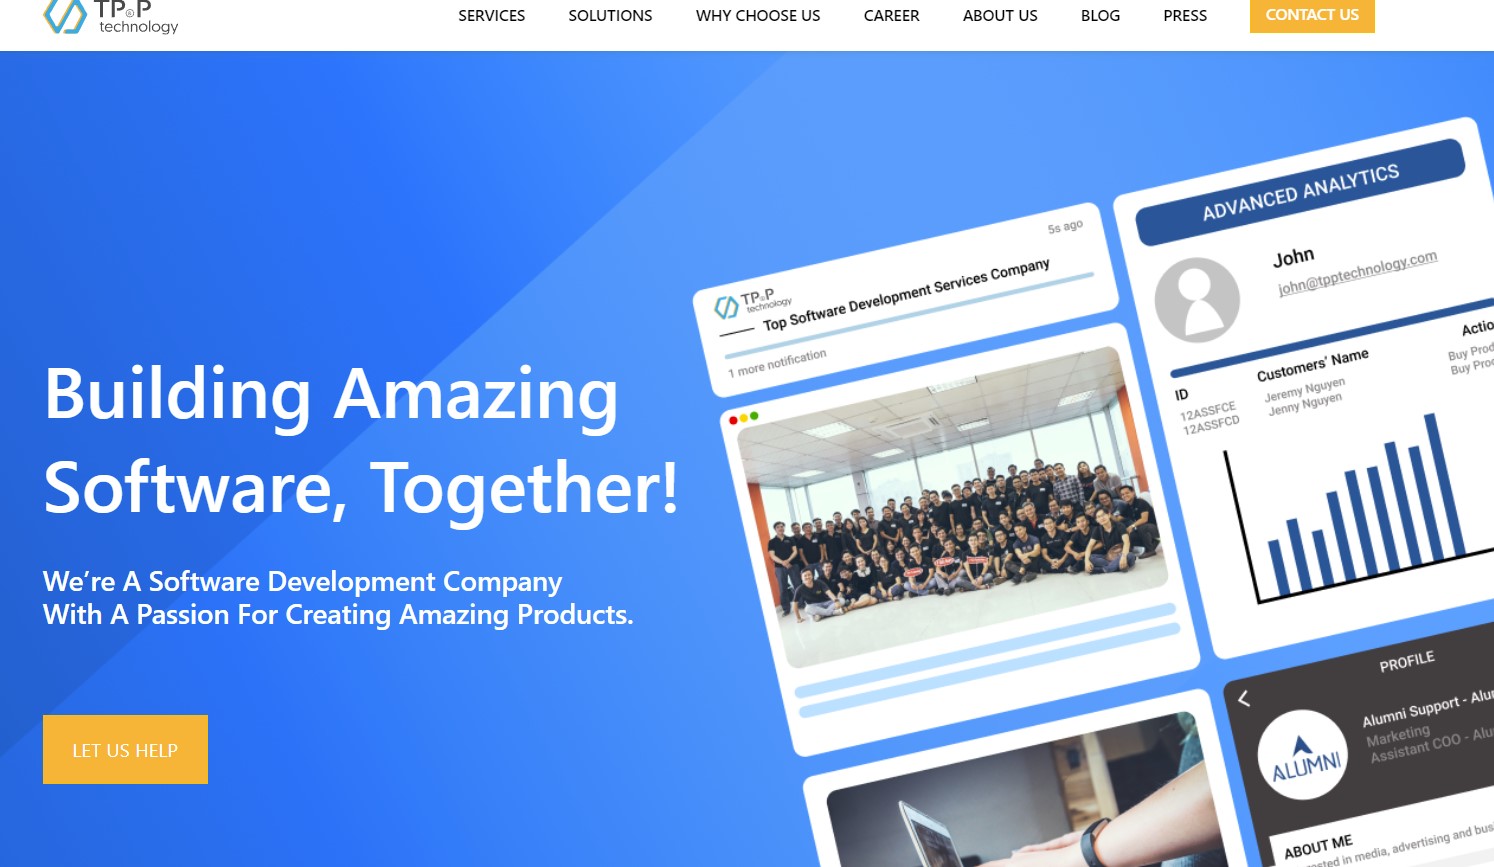 TP&P
technology
SERVICES
SOLUTIONS
WHY CHOOSE US
CAREER
ABOUT US
BLOG
PRESS
CONTACT US
Building Amazing
Software, Together!
We’re A Software Development Company
With A Passion For Creating Amazing Products.
LET US HELP
5s ago
TP&P
technology
Top Software Development Services Company
1 more notification
ADVANCED ANALYTICS
John
john@tpptechnology.com
ID
Customers' Name
Actio
12ASSFCE
Jeremy Nguyen
Buy Prod
12ASSFCD
Jenny Nguyen
Buy Proc
PROFILE
ALUMNI
Alumni Support - Alu
Marketing
Assistant COO - Alu
ABOUT ME
in media, advertising and